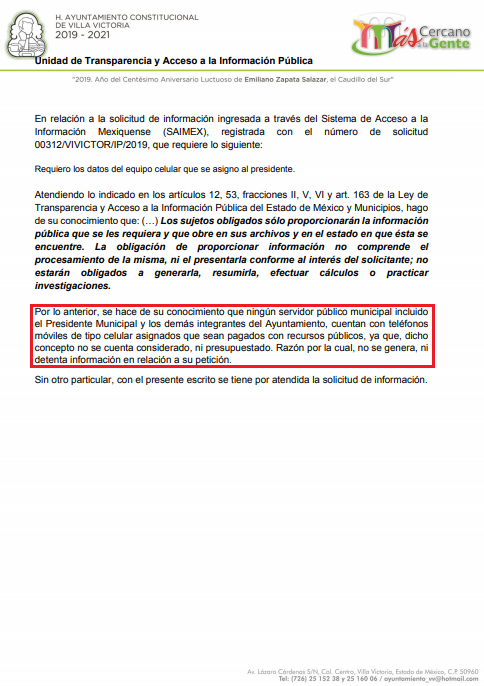 H. AYUNTAMIENTO CONSTITUCIONAL
DE VILLA VICTORIA
2019 - 2021
Más Cercano
a la Gente
Unidad de Transparencia y Acceso a la Información Pública
"2019. Año del Centésimo Aniversario Luctuoso de Emiliano Zapata Salazar, el Caudillo del Sur"
En relación a la solicitud de información ingresada a través del Sistema de Acceso a la
Información Mexiquense (SAIMEX), registrada con el número de solicitud
00312/VIVICTOR/IP/2019, que requiere lo siguiente:
Requiero los datos del equipo celular que se asigno al presidente.
Atendiendo lo indicado en los artículos 12, 53, fracciones II, V, VI y art. 163 de la Ley de
Transparencia y Acceso a la Información Pública del Estado de México y Municipios, hago
de su conocimiento que: (…) Los sujetos obligados sólo proporcionarán la información
pública que se les requiera y que obre en sus archivos y en el estado en que ésta se
encuentre. La obligación de proporcionar información no comprende el
procesamiento de la misma, ni el presentarla conforme al interés del solicitante; no
estarán obligados a generarla, resumirla, efectuar cálculos o practicar
investigaciones.
Por lo anterior, se hace de su conocimiento que ningún servidor público municipal incluido
el Presidente Municipal y los demás integrantes del Ayuntamiento, cuentan con teléfonos
móviles de tipo celular asignados que sean pagados con recursos públicos, ya que, dicho
concepto no se cuenta considerado, ni presupuestado. Razón por la cual, no se genera, ni
detenta información en relación a su petición.
Sin otro particular, con el presente escrito se tiene por atendida la solicitud de información.
Av. Lázaro Cárdenas S/N, Col. Centro, Villa Victoria, Estado de México, C.P. 50960
Tel: (726) 25 152 38 y 25 160 06 / ayuntamiento_vv@hotmail.com